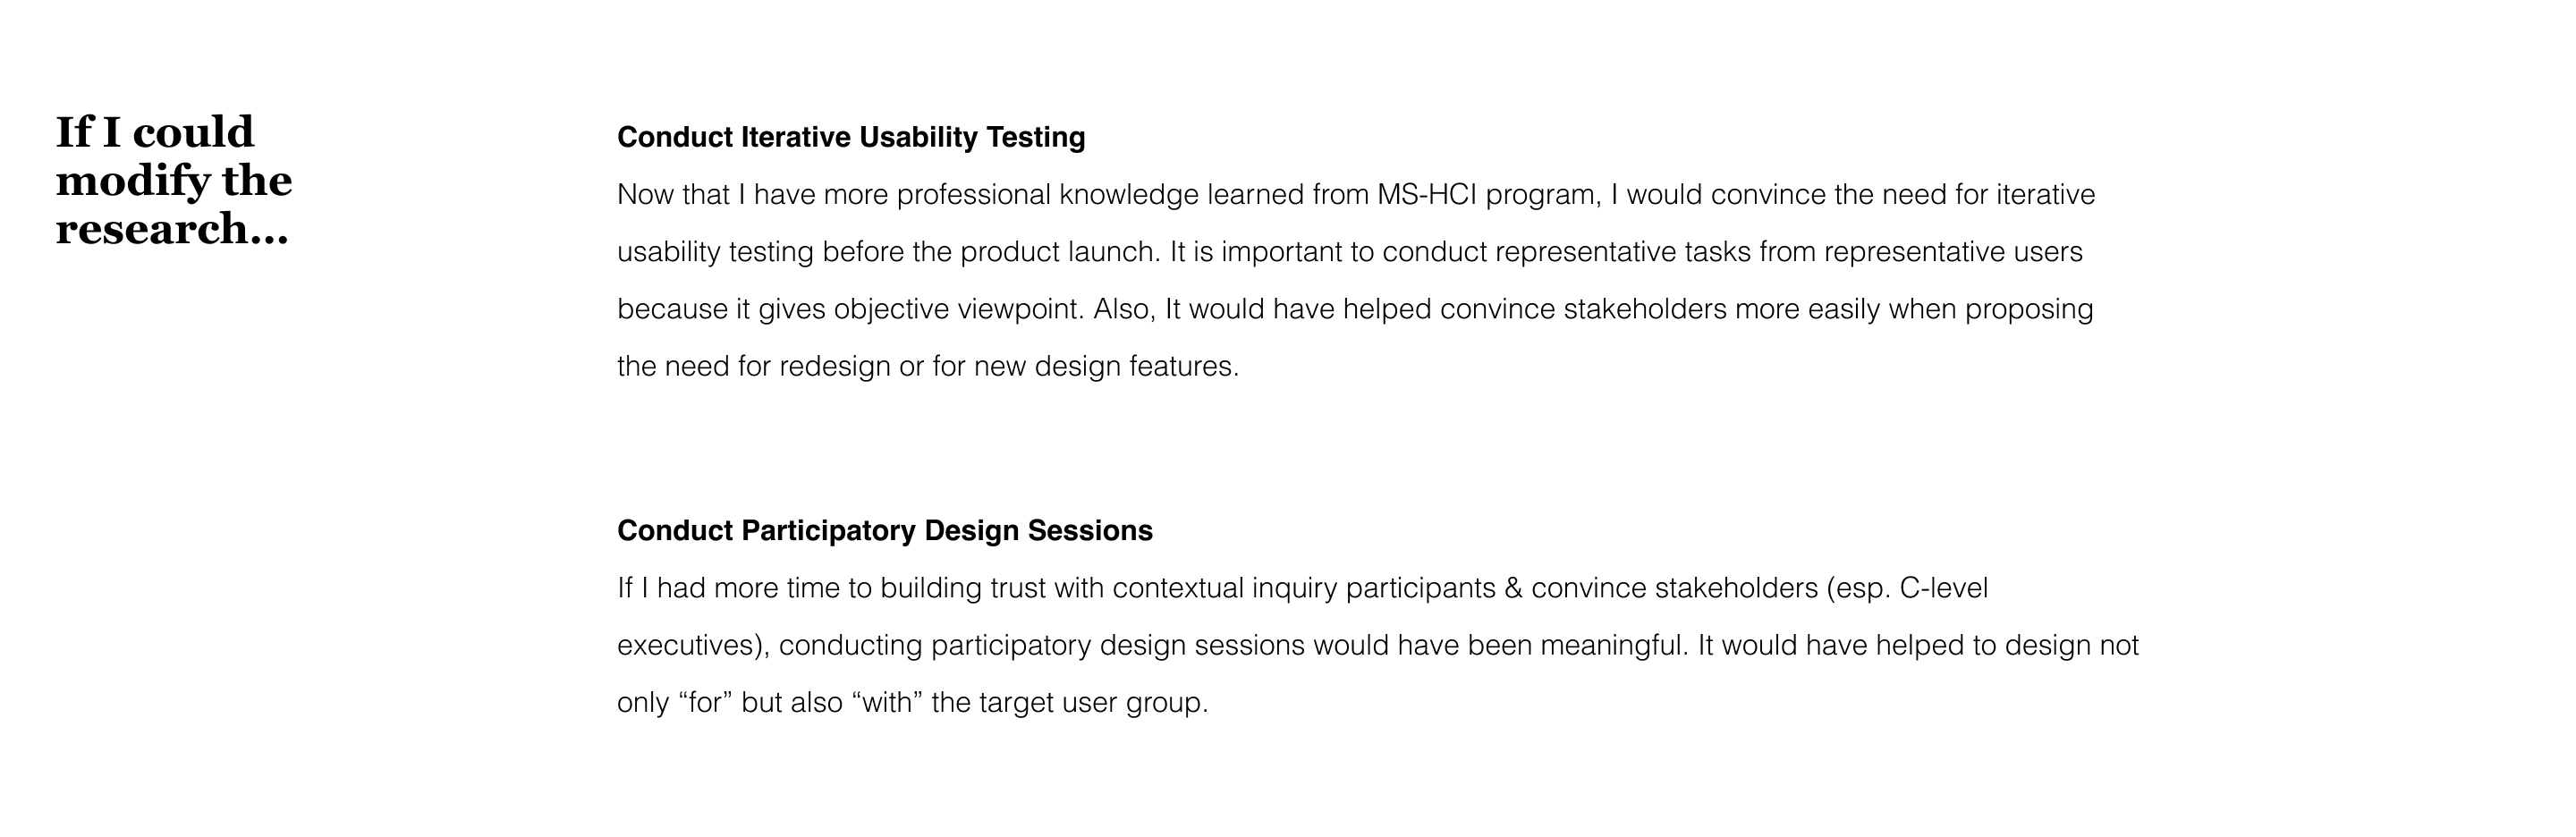 If I could
modify the
research...
Conduct Iterative Usability Testing
Now that I have more professional knowledge learned from MS-HCI program, I would convince the need for iterative
usability testing before the product launch. It is important to conduct representative tasks from representative users
because it gives objective viewpoint. Also, It would have helped convince stakeholders more easily when proposing
the need for redesign or for new design features.
Conduct Participatory Design Sessions
If I had more time to building trust with contextual inquiry participants & convince stakeholders (esp. C-level
executives), conducting participatory design sessions would have been meaningful. It would have helped to design not
only “for” but also “with” the target user group.